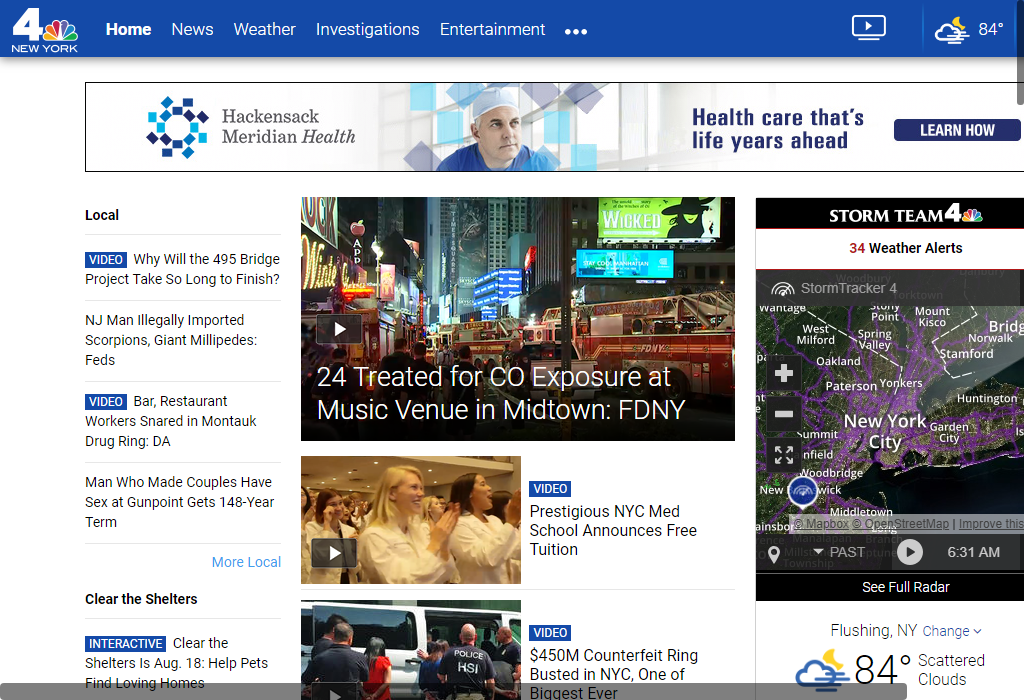 4
NEW YORK
Home
News
Weather
Investigations
Entertainment
84°
Hackensack
Meridian Health
Health care that's
life years ahead
LEARN HOW
Local
VIDEO Why Will the 495 Bridge
Project Take So Long to Finish?
NJ Man Illegally Imported
Scorpions, Giant Millipedes:
Feds
VIDEO Bar, Restaurant
Workers Snared in Montauk
Drug Ring: DA
Man Who Made Couples Have
Sex at Gunpoint Gets 148-Year
Term
More Local
Clear the Shelters
INTERACTIVE Clear the
Shelters Is Aug. 18: Help Pets
Find Loving Homes
WICKED
FDNY
24 Treated for CO Exposure at
Music Venue in Midtown: FDNY
VIDEO
Prestigious NYC Med
School Announces Free
Tuition
POLICE
HSI
VIDEO
$450M Counterfeit Ring
Busted in NYC, One of
Biggest Ever
STORM TEAM 4
34 Weather Alerts
StormTracker 4
Wantage
Stony
Point
Mount
Kisco
West
Milford
Spring
Valley
Norwalk
Stamford
Oakland
Paterson
Yonkers
Huntington
New York
City
Garden
City
Summit
Woodbridge
Middletown
© Mapbox © OpenStreetMap | Improve this
PAST
6:31 AM
See Full Radar
Flushing, NY Change
84°
Scattered
Clouds